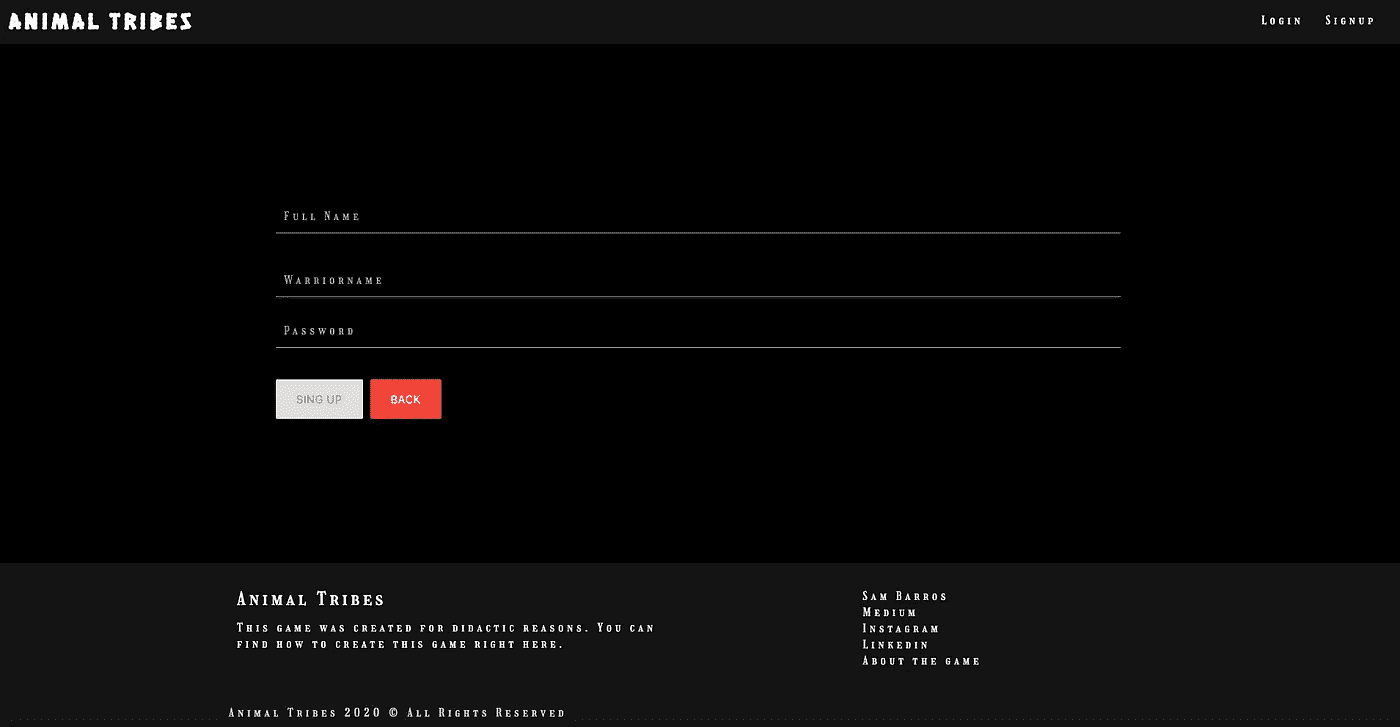 ANIMAL TRIBES
Login Signup
Full Name
Warriorname
Password
SING UP BACK
Animal Tribes
This game was created for didactic reasons. You can
find how to create this game right here.
Sam Barros
Medium
Instagram
Linkedin
About the game
Animal Tribes 2020 © All Rights Reserved